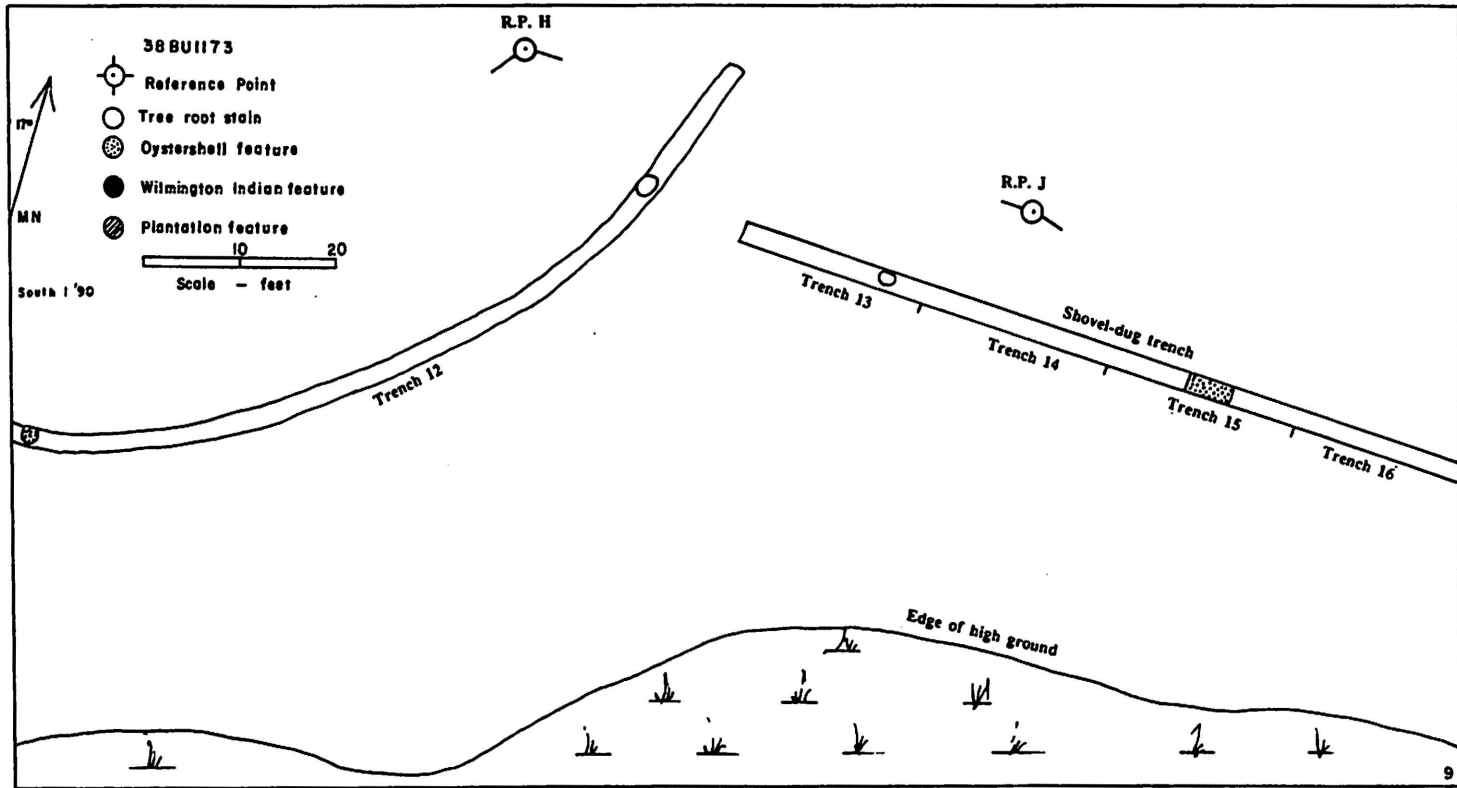 R.P. H
38BU1173
Reference Point
17°
Tree root stain
Oystershell feature
Wilmington Indian feature
MN
Plantation feature
10 20
Scale - feet
South 1 '90
R.P. J
Trench 12
Trench 13
Shovel-dug trench
Trench 14
Trench 15
Trench 16
Edge of high ground
9